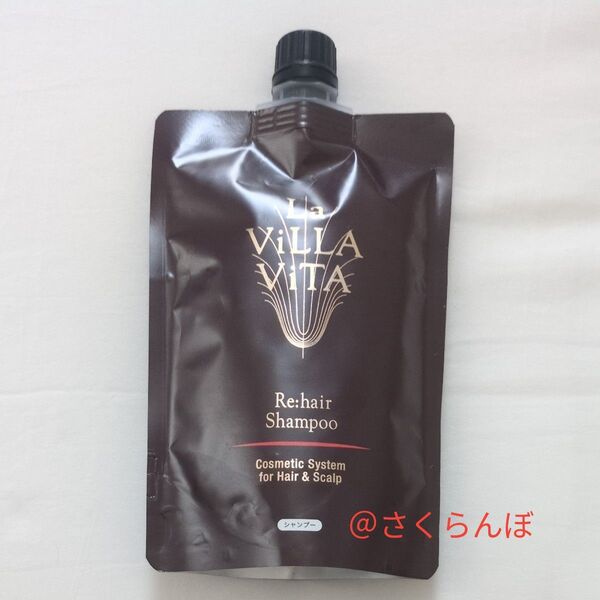 La
ViLLA
ViTA
Re:hair
Shampoo
Cosmetic System
for Hair & Scalp
シャンプー
@さくらんぼ